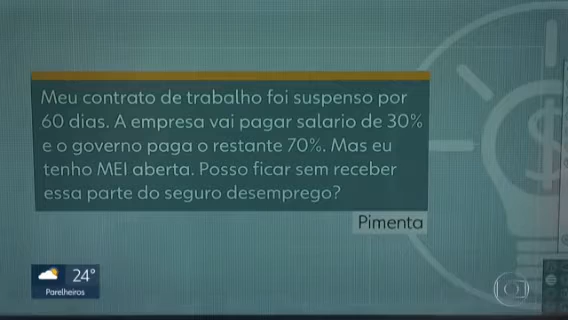 Meu contrato de trabalho foi suspenso por
60 dias. A empresa vai pagar salario de 30%
e o governo paga o restante 70%. Mas eu
tenho MEI aberta. Posso ficar sem receber
essa parte do seguro desemprego?
Pimenta
24°
Parelheiros